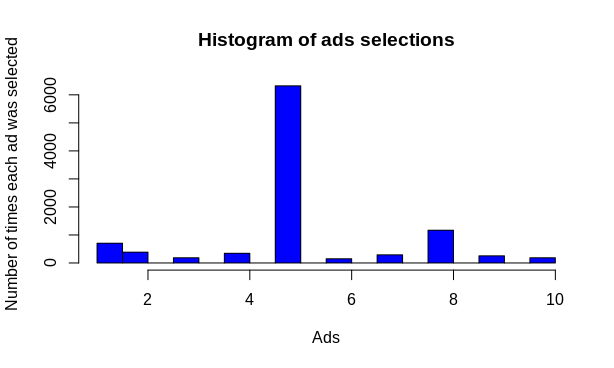 Histogram of ads selections
Number of times each ad was selected
6000
4000
2000
0
2 4 6 8 10
Ads